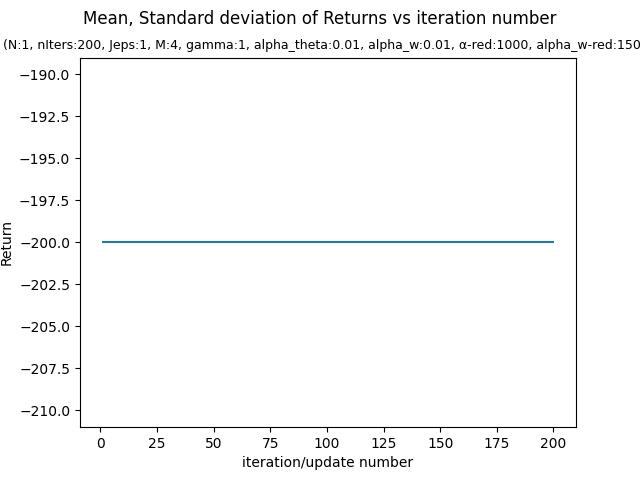 Mean, Standard deviation of Returns vs iteration number
(N:1, nIters:200, Jeps:1, M:4, gamma:1, alpha_theta:0.01, alpha_w:0.01, α-red:1000, alpha_w-red:150
−190.0
−192.5
−195.0
−197.5
−200.0
−202.5
−205.0
−207.5
−210.0
Return
0 25 50 75 100 125 150 175 200
iteration/update number